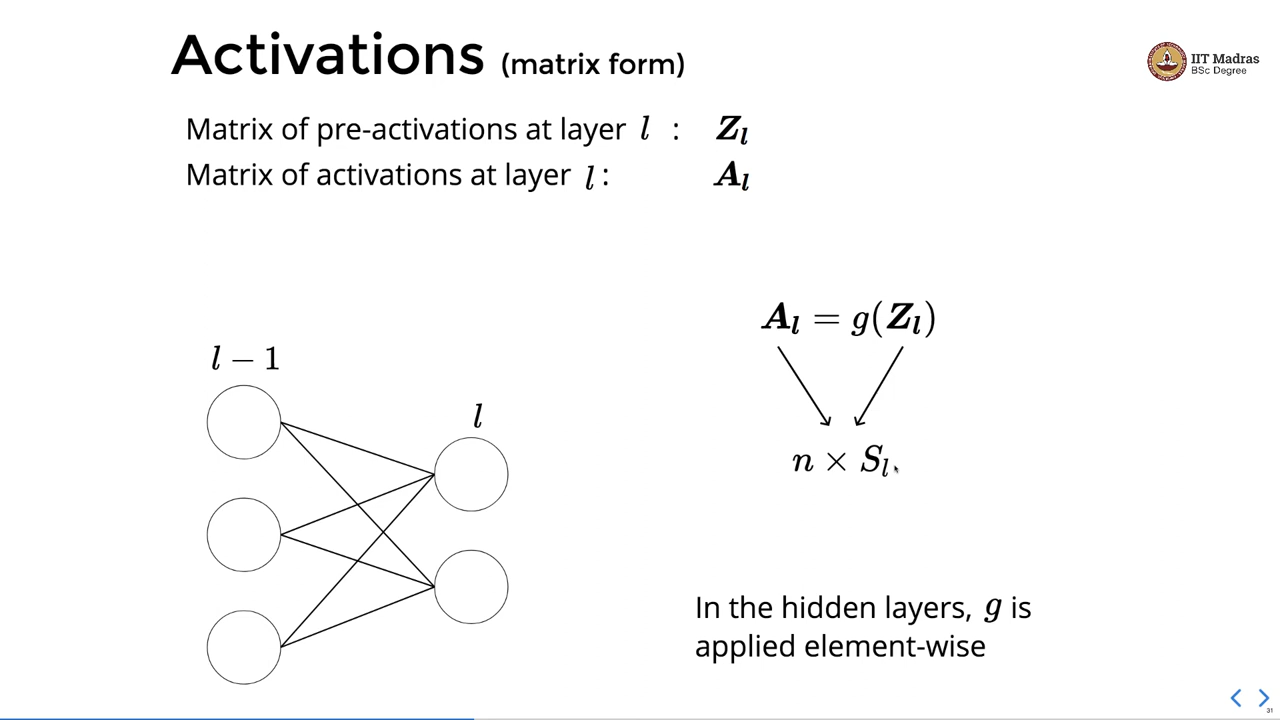 Activations (matrix form)
IIT Madras
BSc Degree
Matrix of pre-activations at layer l : Z_l
Matrix of activations at layer l : A_l
A_l = g(Z_l)
n × S_l
l − 1
l
In the hidden layers, g is
applied element-wise
31